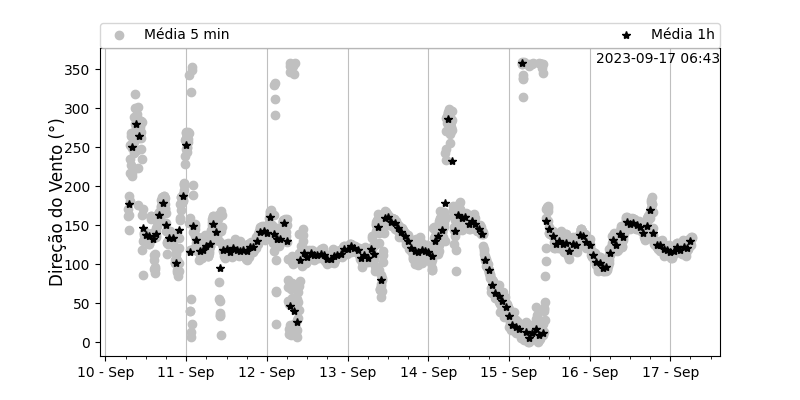 Média 5 min
Média 1h
2023-09-17 06:43
Direção do Vento (°)
350
300
250
200
150
100
50
0
10 - Sep
11 - Sep
12 - Sep
13 - Sep
14 - Sep
15 - Sep
16 - Sep
17 - Sep